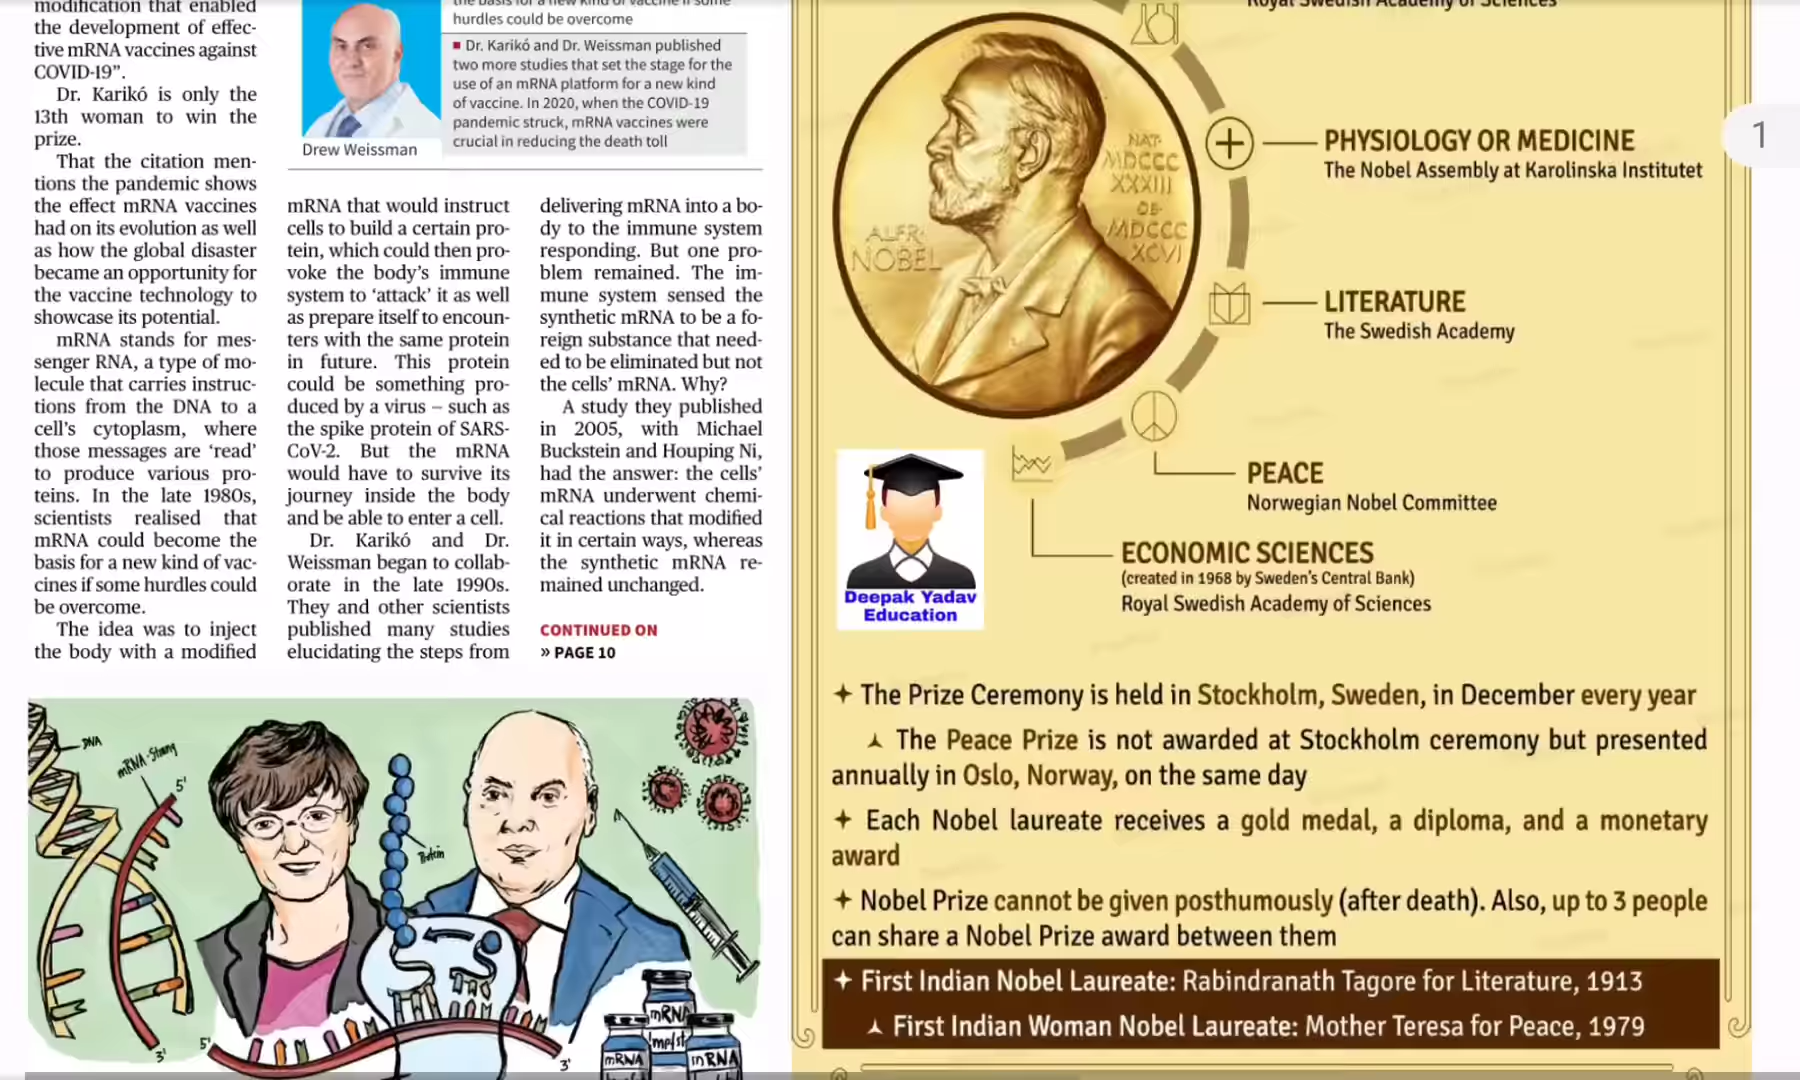 modification that enabled
the development of effec-
tive mRNA vaccines against
COVID-19”.
Dr. Karikó is only the
13th woman to win the
prize.
That the citation men-
tions the pandemic shows
the effect mRNA vaccines
had on its evolution as well
as how the global disaster
became an opportunity for
the vaccine technology to
showcase its potential.
mRNA stands for mes-
senger RNA, a type of mo-
lecule that carries instruc-
tions from the DNA to a
cell’s cytoplasm, where
those messages are ‘read’
to produce various pro-
teins. In the late 1980s,
scientists realised that
mRNA could become the
basis for a new kind of vac-
cines if some hurdles could
be overcome.
The idea was to inject
the body with a modified
Drew Weissman
the basis for a new kind of vaccine if some
hurdles could be overcome
■ Dr. Karikó and Dr. Weissman published
two more studies that set the stage for the
use of an mRNA platform for a new kind
of vaccine. In 2020, when the COVID-19
pandemic struck, mRNA vaccines were
crucial in reducing the death toll
mRNA that would instruct
cells to build a certain pro-
tein, which could then pro-
voke the body’s immune
system to ‘attack’ it as well
as prepare itself to encoun-
ters with the same protein
in future. This protein
could be something pro-
duced by a virus – such as
the spike protein of SARS-
CoV-2. But the mRNA
would have to survive its
journey inside the body
and be able to enter a cell.
Dr. Karikó and Dr.
Weissman began to collab-
orate in the late 1990s.
They and other scientists
published many studies
elucidating the steps from
delivering mRNA into a bo-
dy to the immune system
responding. But one pro-
blem remained. The im-
mune system sensed the
synthetic mRNA to be a fo-
reign substance that need-
ed to be eliminated but not
the cells’ mRNA. Why?
A study they published
in 2005, with Michael
Buckstein and Houping Ni,
had the answer: the cells’
mRNA underwent chemi-
cal reactions that modified
it in certain ways, whereas
the synthetic mRNA re-
mained unchanged.
CONTINUED ON
» PAGE 10
DNA
mRNA-Strang
5'
Protein
3'
5'
3'
mRNA
mRNA
mRNA
Royal Swedish Academy of Sciences
ALFR·
NOBEL
NAT·
MDCCC
XXXIII
OB·
MDCCC
XCVI
PHYSIOLOGY OR MEDICINE
The Nobel Assembly at Karolinska Institutet
1
LITERATURE
The Swedish Academy
PEACE
Norwegian Nobel Committee
ECONOMIC SCIENCES
(created in 1968 by Sweden’s Central Bank)
Royal Swedish Academy of Sciences
Deepak Yadav
Education
The Prize Ceremony is held in Stockholm, Sweden, in December every year
The Peace Prize is not awarded at Stockholm ceremony but presented
annually in Oslo, Norway, on the same day
Each Nobel laureate receives a gold medal, a diploma, and a monetary
award
Nobel Prize cannot be given posthumously (after death). Also, up to 3 people
can share a Nobel Prize award between them
First Indian Nobel Laureate: Rabindranath Tagore for Literature, 1913
First Indian Woman Nobel Laureate: Mother Teresa for Peace, 1979